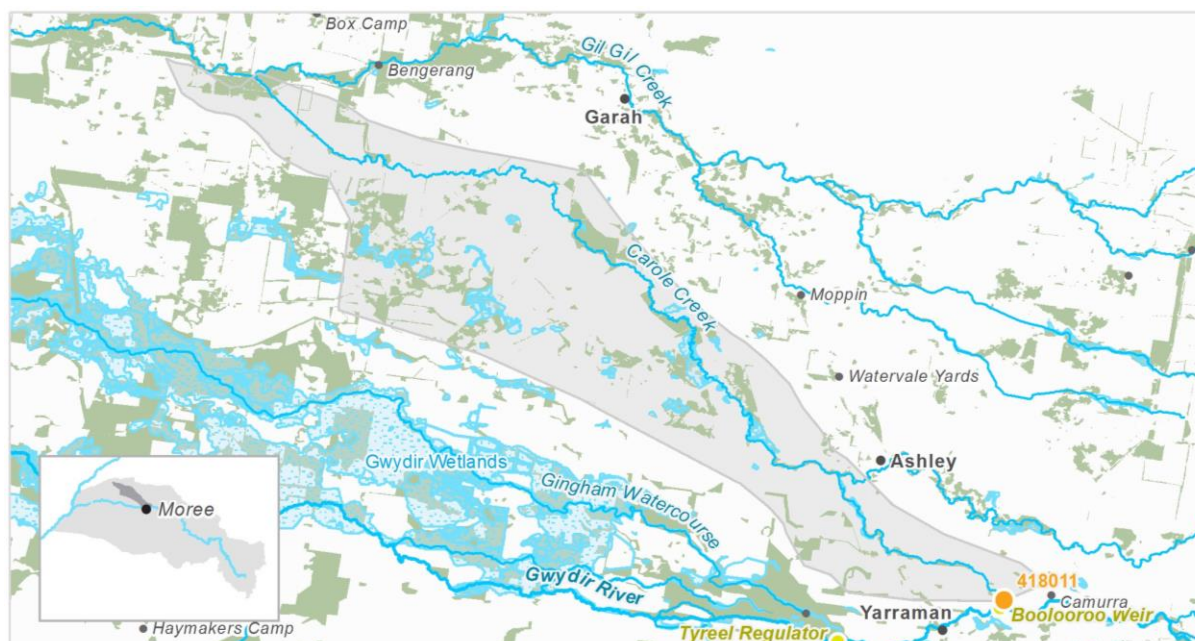 Box Camp
Bengerang
Gil Gil Creek
Garah
Carole Creek
Moppin
Watervale Yards
Gwydir Wetlands
Ashley
Gingham Watercourse
Moree
Gwydir River
418011
Camurra
Yarraman
Boolooroo Weir
Haymakers Camp
Tyreel Regulator